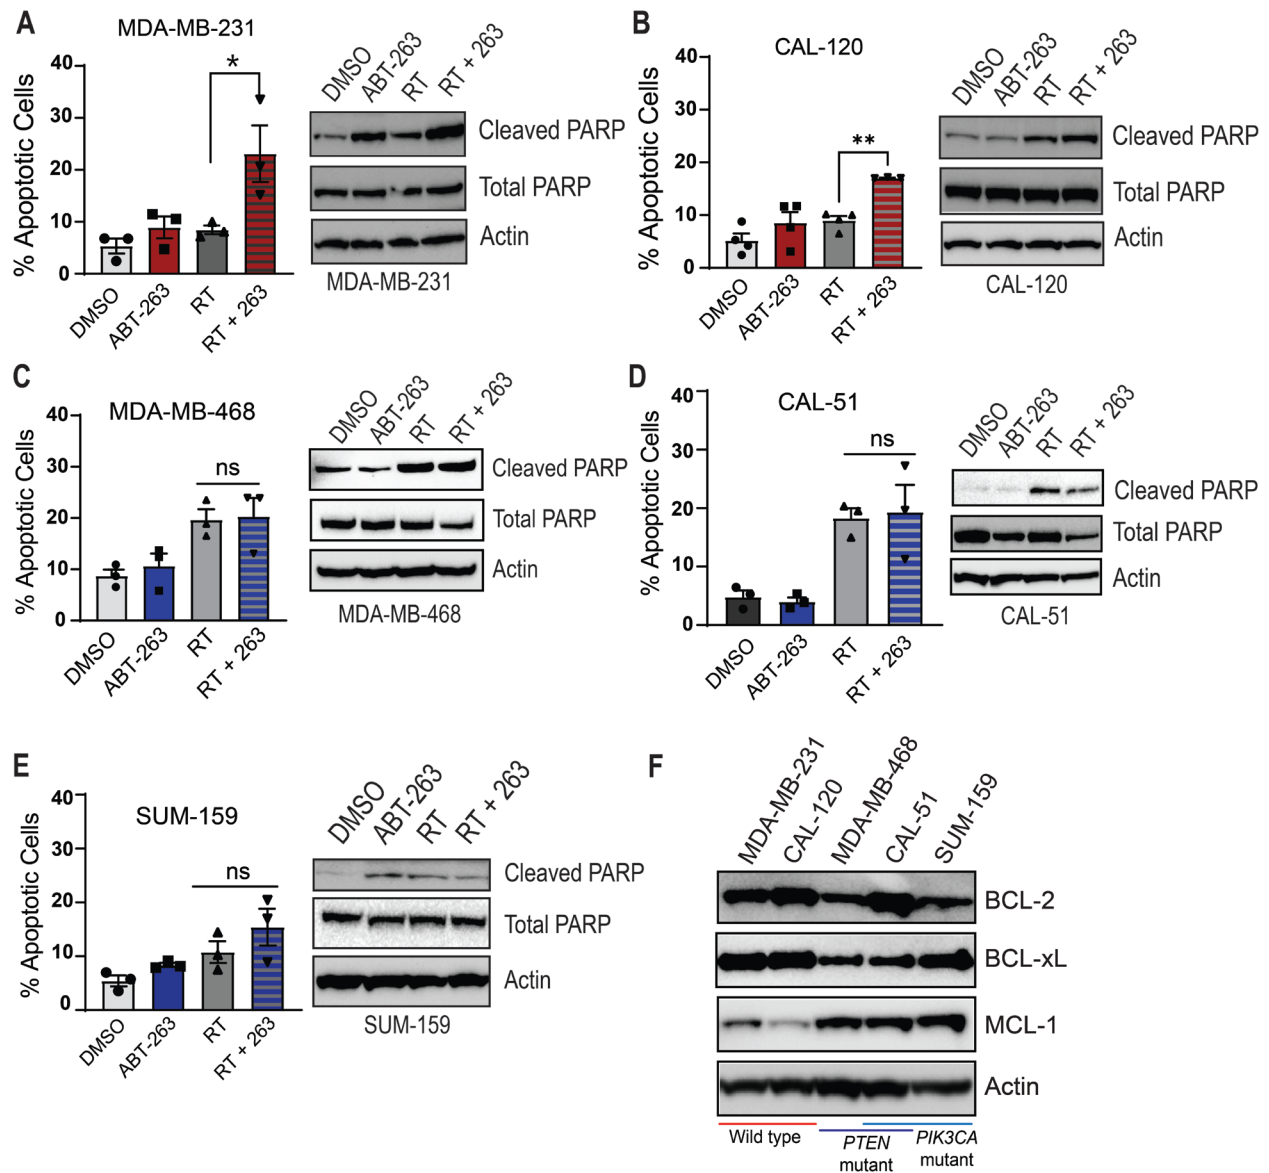 A
MDA-MB-231
% Apoptotic Cells
40
30
20
10
0
*
DMSO
ABT-263
RT
RT + 263
DMSO
ABT-263
RT
RT + 263
Cleaved PARP
Total PARP
Actin
MDA-MB-231
B
CAL-120
% Apoptotic Cells
40
30
20
10
0
**
DMSO
ABT-263
RT
RT + 263
DMSO
ABT-263
RT
RT + 263
Cleaved PARP
Total PARP
Actin
CAL-120
C
MDA-MB-468
% Apoptotic Cells
40
30
20
10
0
ns
DMSO
ABT-263
RT
RT + 263
DMSO
ABT-263
RT
RT + 263
Cleaved PARP
Total PARP
Actin
MDA-MB-468
D
CAL-51
% Apoptotic Cells
40
30
20
10
0
ns
DMSO
ABT-263
RT
RT + 263
DMSO
ABT-263
RT
RT + 263
Cleaved PARP
Total PARP
Actin
CAL-51
E
SUM-159
% Apoptotic Cells
40
30
20
10
0
ns
DMSO
ABT-263
RT
RT + 263
DMSO
ABT-263
RT
RT + 263
Cleaved PARP
Total PARP
Actin
SUM-159
F
MDA-MB-231
CAL-120
MDA-MB-468
CAL-51
SUM-159
BCL-2
BCL-xL
MCL-1
Actin
Wild type
PTEN
mutant
PIK3CA
mutant